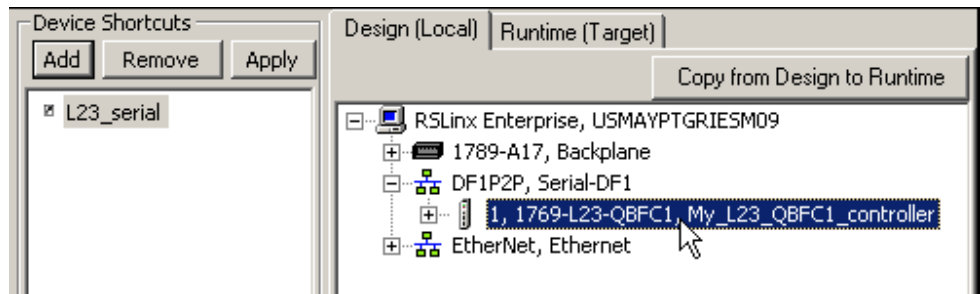 Device Shortcuts
Add
Remove
Apply
L23_serial
Design (Local)
Runtime (Target)
Copy from Design to Runtime
RSLinx Enterprise, USMAYPTGRIESM09
1789-A17, Backplane
DF1P2P, Serial-DF1
1, 1769-L23-QBFC1, My_L23_QBFC1_controller
EtherNet, Ethernet